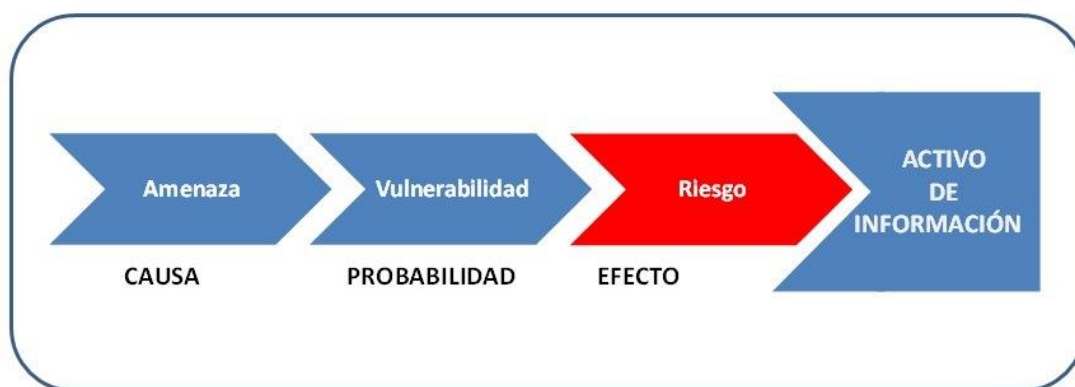 Amenaza
Vulnerabilidad
Riesgo
ACTIVO
DE
INFORMACIÓN
CAUSA
PROBABILIDAD
EFECTO